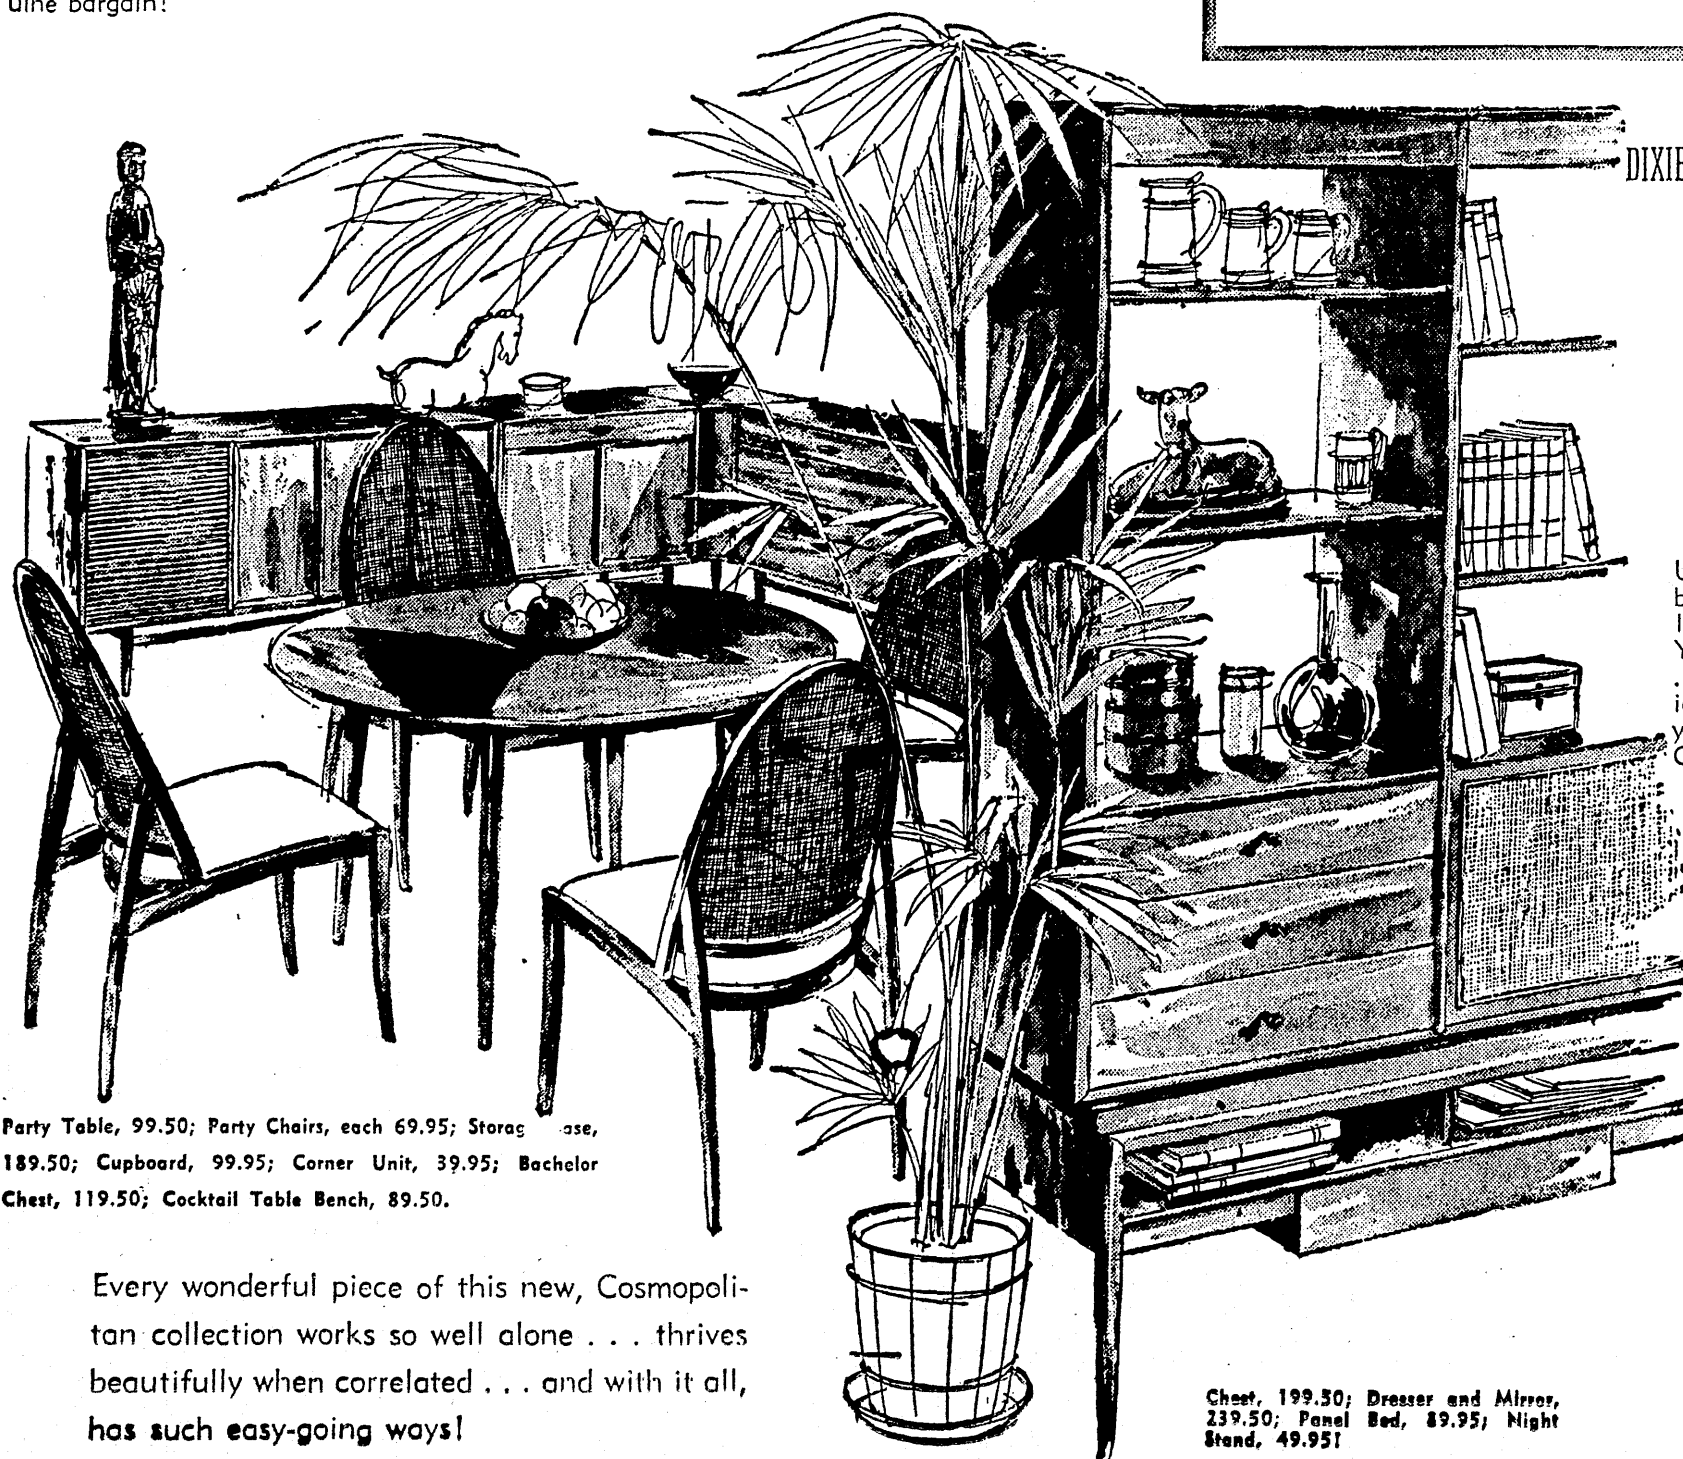 bargain!
DIXIE
Party Table, 99.50; Party Chairs, each 69.95;
189.50; Cupboard, 99.95; Corner Unit, 39.95; Bachelor
Chest, 119.50; Cocktail Table Bench, 89.50.
Every wonderful piece of this new, Cosmopoli-
tan collection works so well alone . . . thrives
beautifully when correlated . . . and with it all,
has such easy-going ways!
Chest, 199.50; Dresser and Mirror,
239.50; Panel Bed, 89.95; Night
Stand, 49.95!